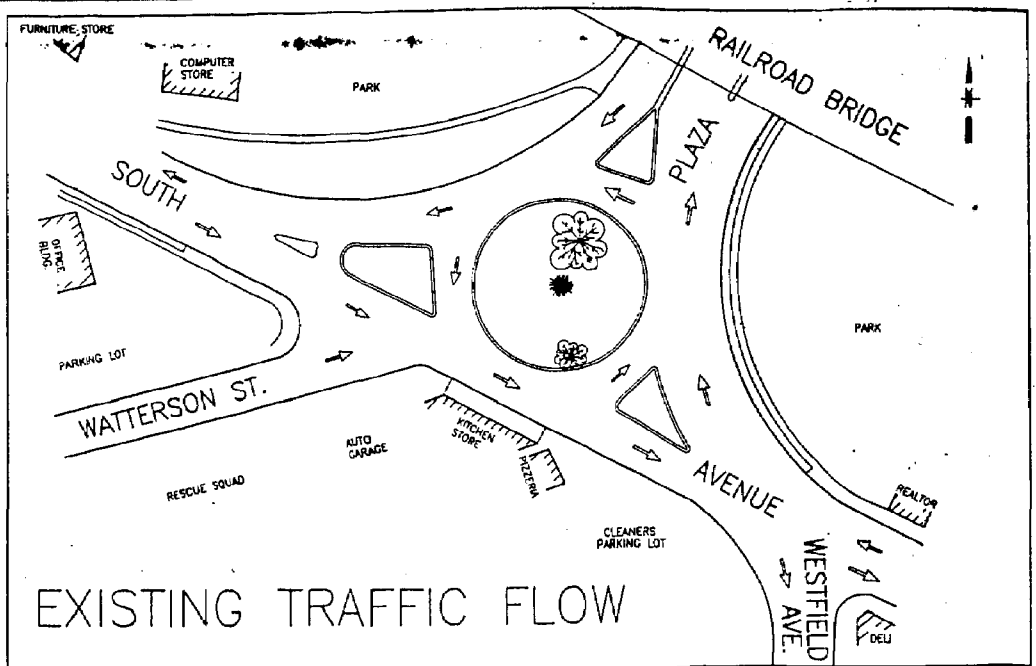 FURNITURE STORE
COMPUTER
STORE
PARK
RAILROAD BRIDGE
PLAZA
SOUTH
OFFICE
BLDG.
PARK
PARKING LOT
WATTERSON ST.
AUTO
GARAGE
KITCHEN
STORE
PIZZERIA
RESCUE SQUAD
AVENUE
REALTOR
CLEANERS
PARKING LOT
WESTFIELD
AVE.
DELI
EXISTING TRAFFIC FLOW